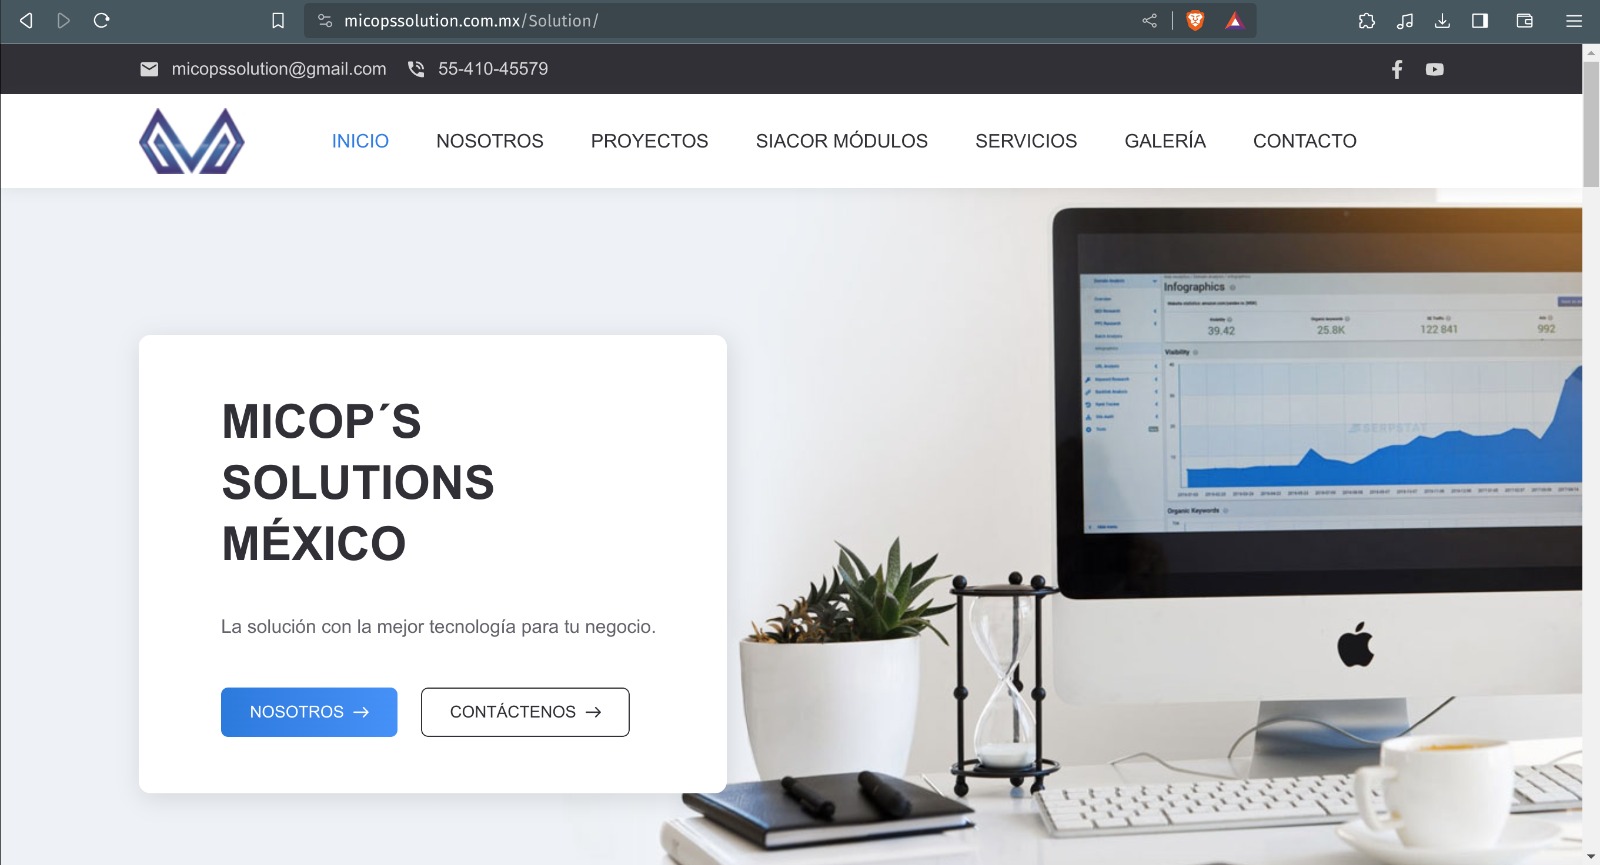 micopssolution.com.mx/Solution/
micopssolution@gmail.com 55-410-45579
INICIO NOSOTROS PROYECTOS SIACOR MÓDULOS SERVICIOS GALERÍA CONTACTO
MICOP´S
SOLUTIONS
MÉXICO
La solución con la mejor tecnología para tu negocio.
NOSOTROS → CONTÁCTENOS →
Infographics
39.42 25.8K 122 841 992
Visibility
SERPSTAT
Organic Keywords